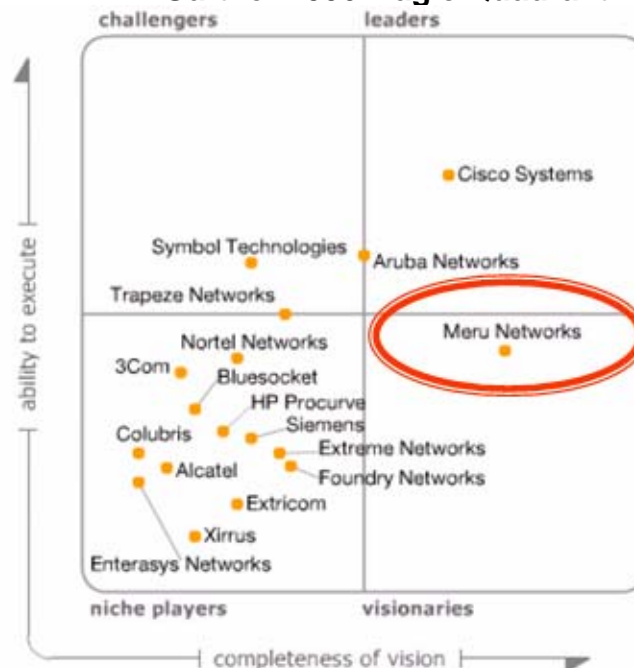 challengers
leaders
Cisco Systems
Symbol Technologies
Aruba Networks
Trapeze Networks
Meru Networks
Nortel Networks
3Com
Bluesocket
HP Procurve
Siemens
Colubris
Extreme Networks
Alcatel
Foundry Networks
Extricom
Xirrus
Enterasys Networks
niche players
visionaries
ability to execute
completeness of vision